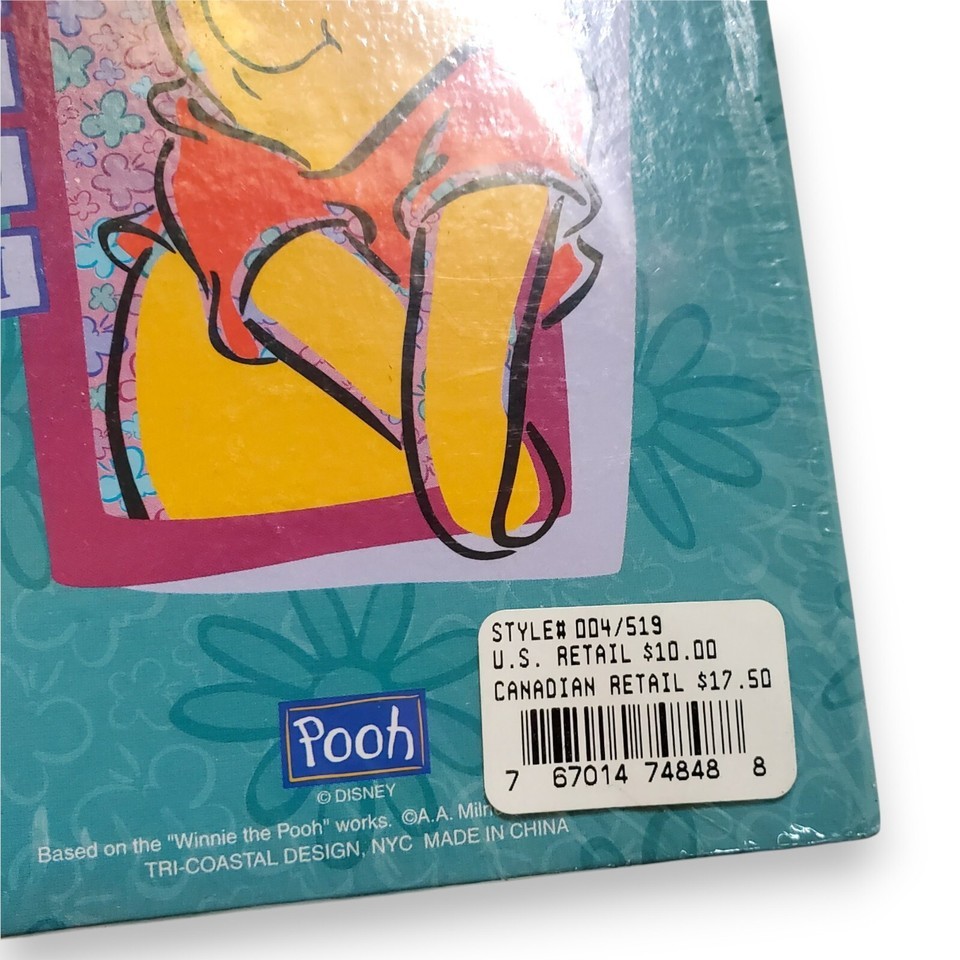 STYLE# 004/519
U.S. RETAIL $10.00
CANADIAN RETAIL $17.50
7 67014 74848 8
Pooh
© DISNEY
Based on the "Winnie the Pooh" works. ©A.A.
TRI-COASTAL DESIGN, NYC MADE IN CHINA